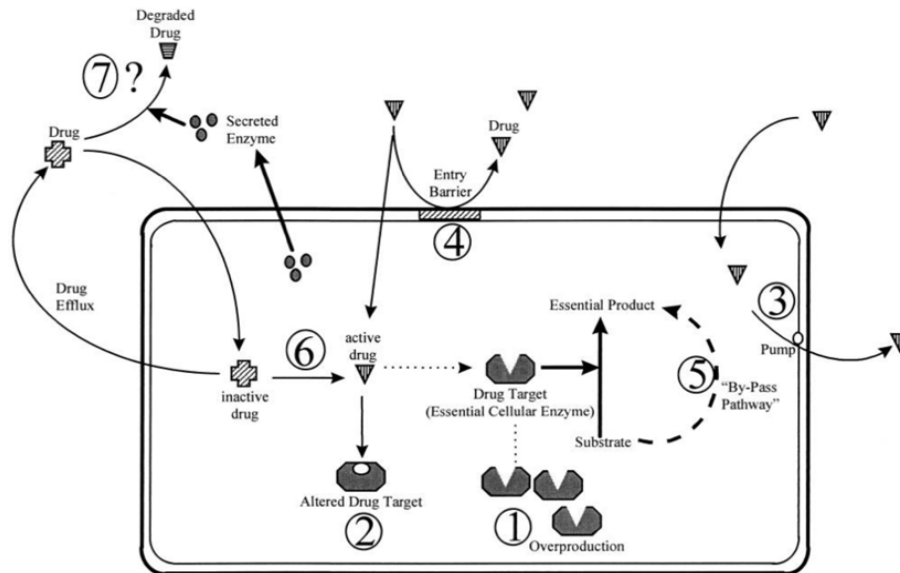 Degraded
Drug
7 ?
Drug
Secreted
Enzyme
Drug
Entry
Barrier
4
Drug
Efflux
Essential Product
3
Pump
6
active
drug
inactive
drug
Drug Target
(Essential Cellular Enzyme)
5
"By-Pass
Pathway"
Substrate
Altered Drug Target
2
1
Overproduction